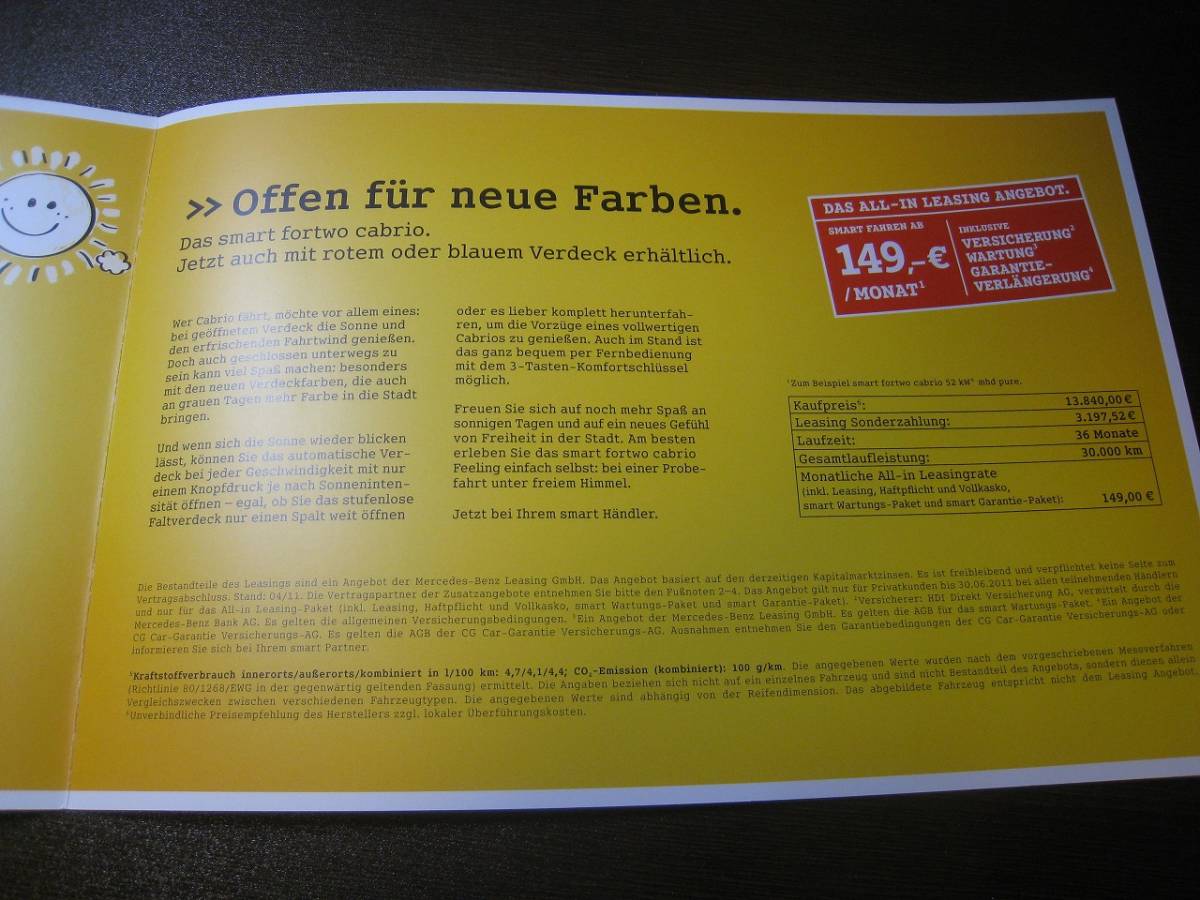 >> Offen für neue Farben.
Das smart fortwo cabrio.
Jetzt auch mit rotem oder blauem Verdeck erhältlich.
DAS ALL-IN LEASING ANGEBOT.
SMART FAHREN AB
149,-€
/MONAT¹
INKLUSIVE
VERSICHERUNG²
WARTUNG³
GARANTIE-
VERLÄNGERUNG⁴
Wer Cabrio fährt, möchte vor allem eines:
bei geöffnetem Verdeck die Sonne und
den erfrischenden Fahrtwind genießen.
Doch auch geschlossen unterwegs zu
sein kann viel Spaß machen: besonders
mit den neuen Verdeckfarben, die auch
an grauen Tagen mehr Farbe in die Stadt
bringen.
Und wenn sich die Sonne wieder blicken
lässt, können Sie das automatische Ver-
deck bei jeder Geschwindigkeit mit nur
einem Knopfdruck je nach Sonneninten-
sität öffnen – egal, ob Sie das stufenlose
Faltverdeck nur einen Spalt weit öffnen
oder es lieber komplett herunterfah-
ren, um die Vorzüge eines vollwertigen
Cabrios zu genießen. Auch im Stand ist
das ganz bequem per Fernbedienung
mit dem 3-Tasten-Komfortschlüssel
möglich.
Freuen Sie sich auf noch mehr Spaß an
sonnigen Tagen und auf ein neues Gefühl
von Freiheit in der Stadt. Am besten
erleben Sie das smart fortwo cabrio
Feeling einfach selbst: bei einer Probe-
fahrt unter freiem Himmel.
Jetzt bei Ihrem smart Händler.
¹Zum Beispiel smart fortwo cabrio 52 kW⁵ mhd pure.
Kaufpreis⁶: 13.840,00 €
Leasing Sonderzahlung: 3.197,52 €
Laufzeit: 36 Monate
Gesamtlaufleistung: 30.000 km
Monatliche All-in Leasingrate
(inkl. Leasing, Haftpflicht und Vollkasko,
smart Wartungs-Paket und smart Garantie-Paket): 149,00 €
Die Bestandteile des Leasings sind ein Angebot der Mercedes-Benz Leasing GmbH. Das Angebot basiert auf den derzeitigen Kapitalmarktzinsen. Es ist freibleibend und verpflichtet keine Seite zum
Vertragsabschluss. Stand: 04/11. Die Vertragspartner der Zusatzangebote entnehmen Sie bitte den Fußnoten 2–4. Das Angebot gilt nur für Privatkunden bis 30.06.2011 bei allen teilnehmenden Händlern
und nur für das All-in Leasing-Paket (inkl. Leasing, Haftpflicht und Vollkasko, smart Wartungs-Paket und smart Garantie-Paket). ²Versicherer: HDI Direkt Versicherung AG, vermittelt durch die
Mercedes-Benz Bank AG. Es gelten die allgemeinen Versicherungsbedingungen. ³Ein Angebot der Mercedes-Benz Leasing GmbH. Es gelten die AGB für das smart Wartungs-Paket. ⁴Ein Angebot der
CG Car-Garantie Versicherungs-AG. Es gelten die AGB der CG Car-Garantie Versicherungs-AG. Ausnahmen entnehmen Sie den Garantiebedingungen der CG Car-Garantie Versicherungs-AG oder
informieren Sie sich bei Ihrem smart Partner.
⁵Kraftstoffverbrauch innerorts/außerorts/kombiniert in l/100 km: 4,7/4,1/4,4; CO₂-Emission (kombiniert): 100 g/km. Die angegebenen Werte wurden nach dem vorgeschriebenen Messverfahren
(Richtlinie 80/1268/EWG in der gegenwärtig geltenden Fassung) ermittelt. Die Angaben beziehen sich nicht auf ein einzelnes Fahrzeug und sind nicht Bestandteil des Angebots, sondern dienen allein
Vergleichszwecken zwischen verschiedenen Fahrzeugtypen. Die angegebenen Werte sind abhängig von der Reifendimension. Das abgebildete Fahrzeug entspricht nicht dem Leasing Angebot.
⁶Unverbindliche Preisempfehlung des Herstellers zzgl. lokaler Überführungskosten.